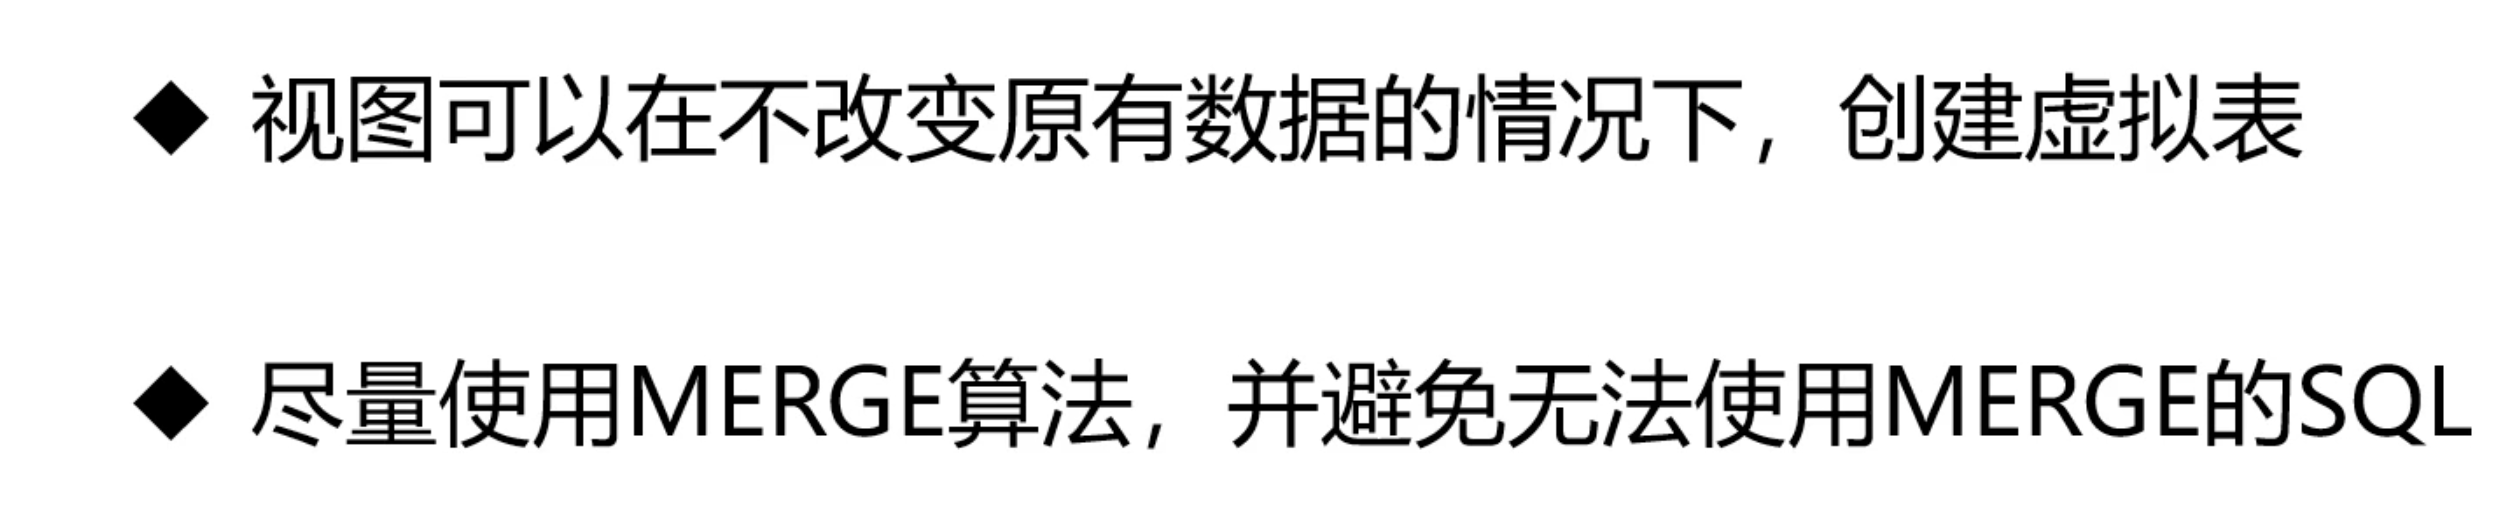 ◆ 视图可以在不改变原有数据的情况下，创建虚拟表
◆ 尽量使用MERGE算法，并避免无法使用MERGE的SQL